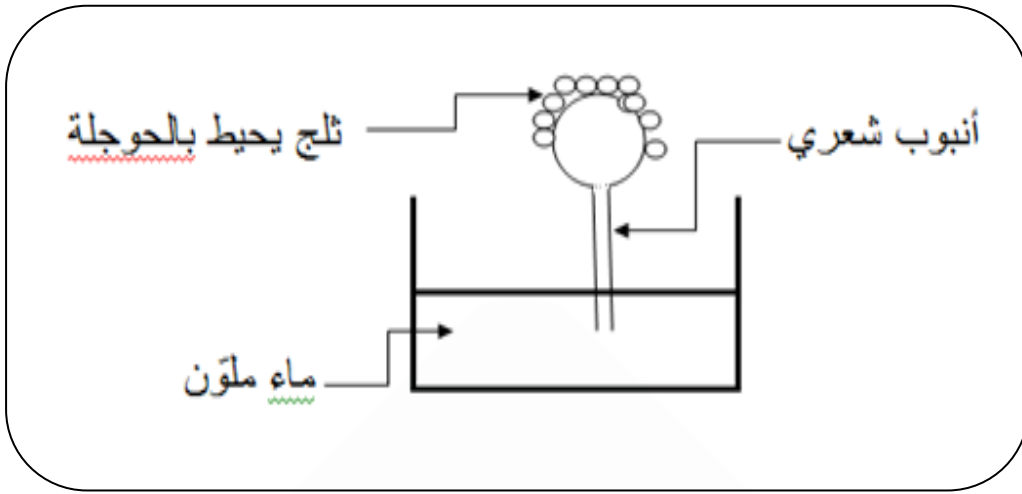 أنبوب شعري
ثلج يحيط بالحوجلة
ماء ملوّن